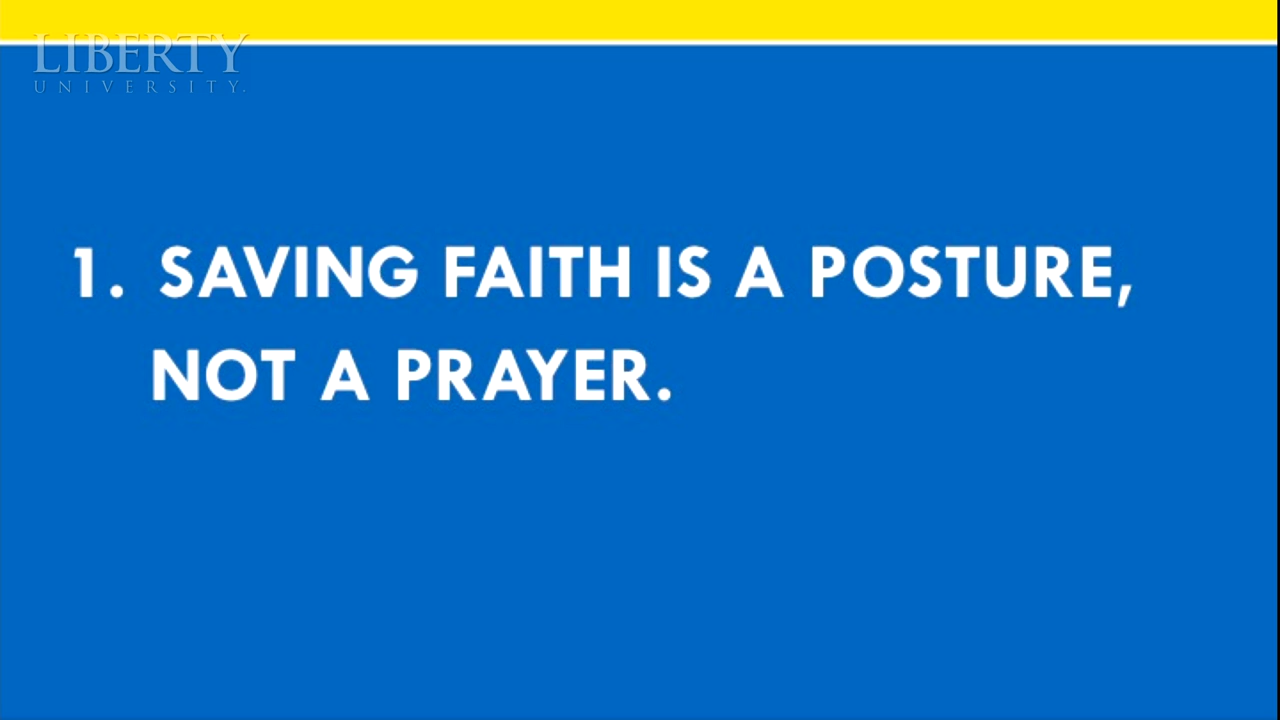 LIBERTY
UNIVERSITY.
1. SAVING FAITH IS A POSTURE,
NOT A PRAYER.